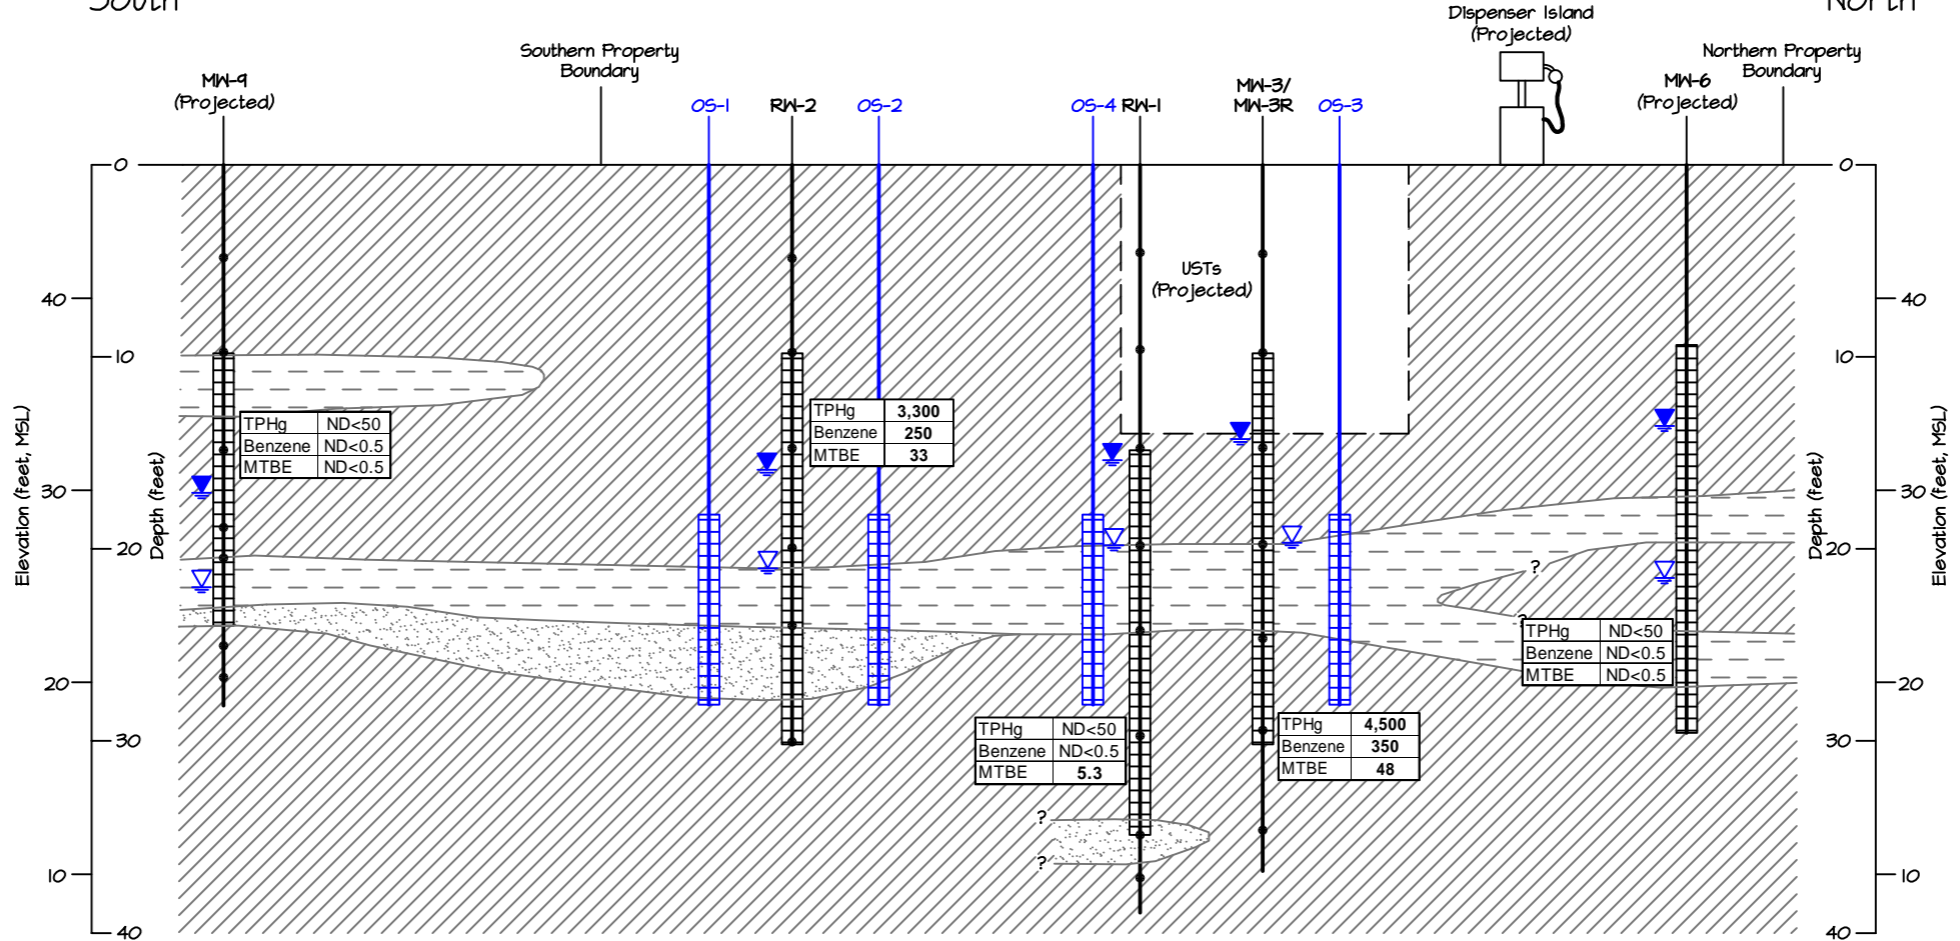 South
North
Dispenser Island
(Projected)
Southern Property
Boundary
Northern Property
Boundary
MW-9
(Projected)
OS-1
RW-2
OS-2
OS-4
RW-1
MW-3/
MW-3R
OS-3
MW-6
(Projected)
0
0
USTs
(Projected)
40
40
10
10
TPHg ND<50
Benzene ND<0.5
MTBE ND<0.5
TPHg 3,300
Benzene 250
MTBE 33
Elevation (feet, MSL)
Depth (feet)
Depth (feet)
Elevation (feet, MSL)
30
30
20
20
?
?
TPHg ND<50
Benzene ND<0.5
MTBE ND<0.5
20
20
TPHg ND<50
Benzene ND<0.5
MTBE 5.3
TPHg 4,500
Benzene 350
MTBE 48
30
30
?
?
10
10
40
40